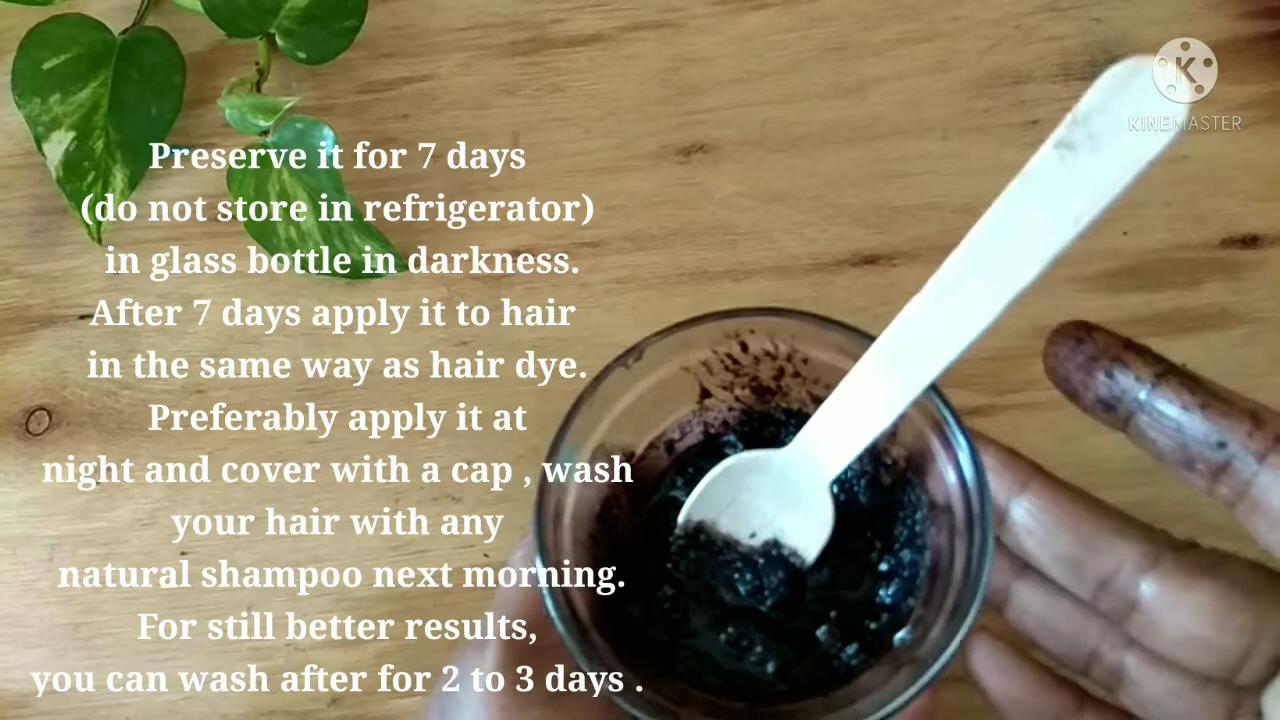 Preserve it for 7 days
(do not store in refrigerator)
in glass bottle in darkness.
After 7 days apply it to hair
in the same way as hair dye.
Preferably apply it at
night and cover with a cap , wash
your hair with any
natural shampoo next morning.
For still better results,
you can wash after for 2 to 3 days .
K
KINEMASTER